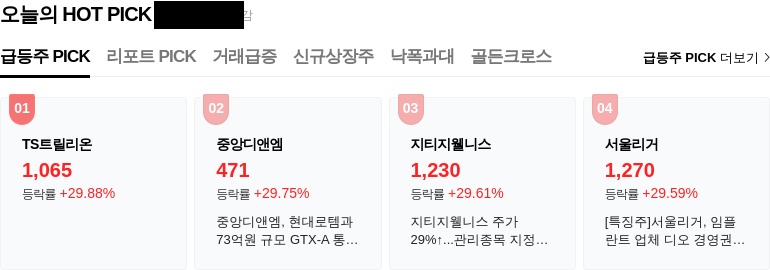 오늘의 HOT PICK 감
급등주 PICK 리포트 PICK 거래급증 신규상장주 낙폭과대 골든크로스 급등주 PICK 더보기 >
01
TS트릴리온
1,065
등락률 +29.88%
02
중앙디앤엠
471
등락률 +29.75%
중앙디앤엠, 현대로템과
73억원 규모 GTX-A 통...
03
지티지웰니스
1,230
등락률 +29.61%
지티지웰니스 주가
29%↑...관리종목 지정...
04
서울리거
1,270
등락률 +29.59%
[특징주]서울리거, 임플
란트 업체 디오 경영권...